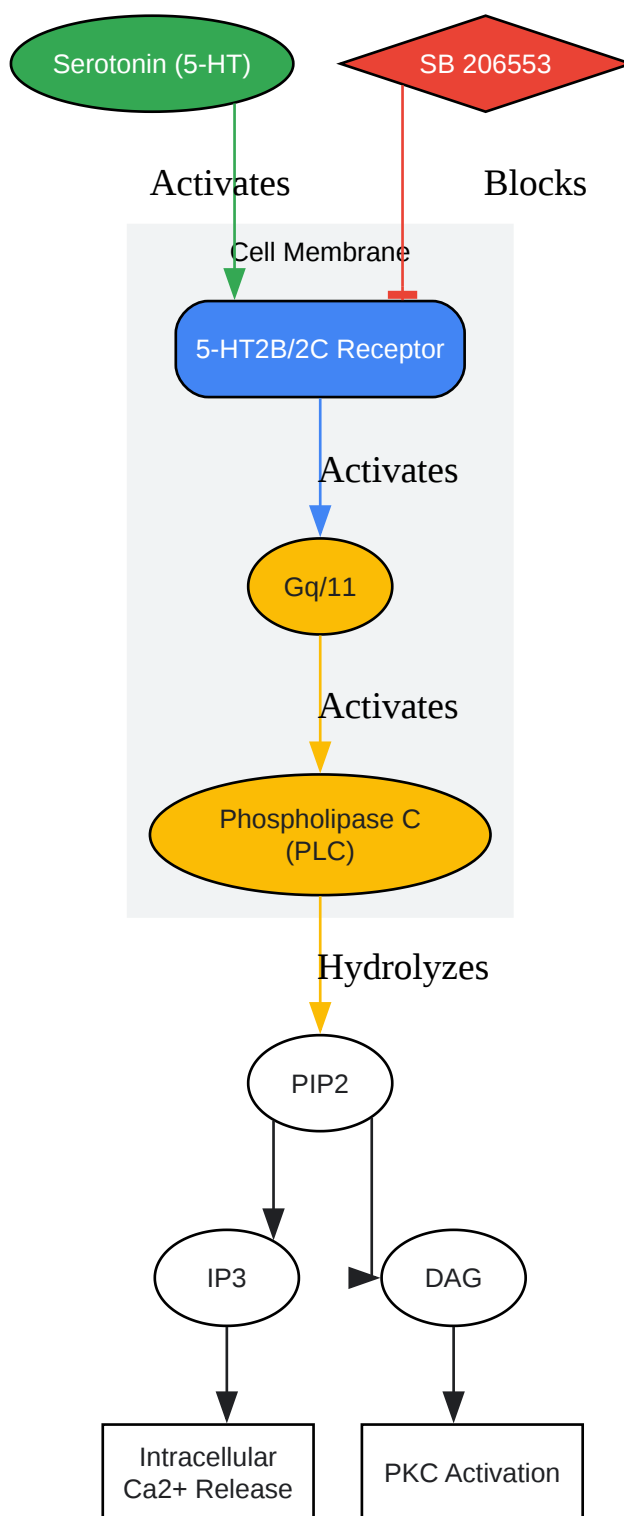 Serotonin (5-HT)
SB 206553
Activates
Blocks
Cell Membrane
5-HT2B/2C Receptor
Activates
Gq/11
Activates
Phospholipase C
(PLC)
Hydrolyzes
PIP2
IP3
DAG
Intracellular
Ca2+ Release
PKC Activation